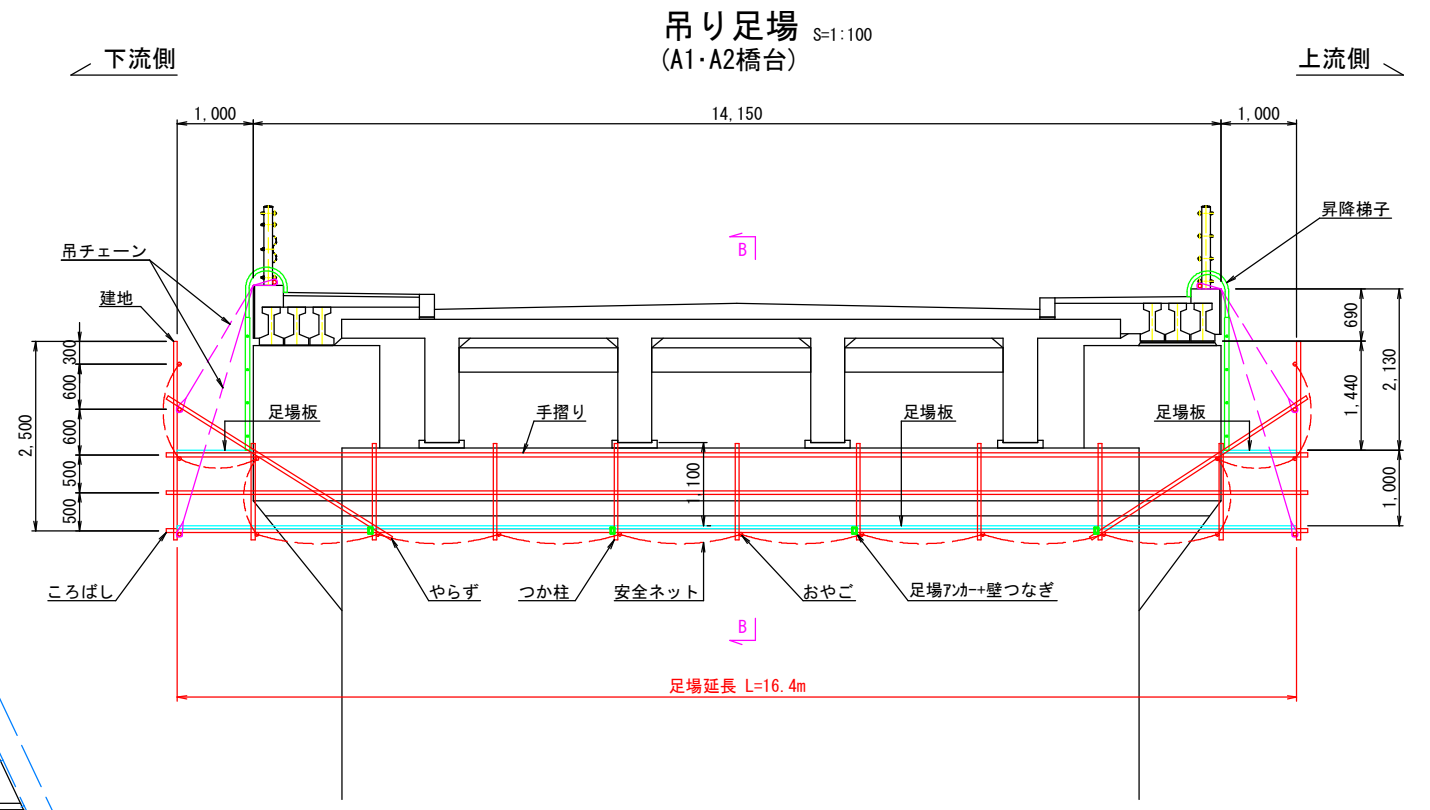 吊り足場 S=1:100
(A1・A2橋台)
下流側
上流側
1,000
14,150
1,000
昇降梯子
B
吊チェーン
建地
690
300
2,130
600
1,440
足場板
手摺り
足場板
足場板
600
2,500
500
1,100
1,000
500
ころばし
やらず
つか柱
安全ネット
おやご
足場アンカー+壁つなぎ
B
足場延長 L=16.4m